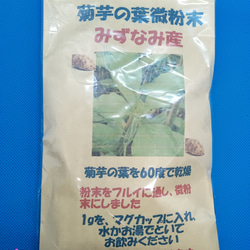 菊芋の葉微粉末
みずなみ産
菊芋の葉を60度で乾燥
粉末をフルイに通し、微粉
末にしました
1gを、マグカップに入れ、
水かお湯でといて
お飲みください